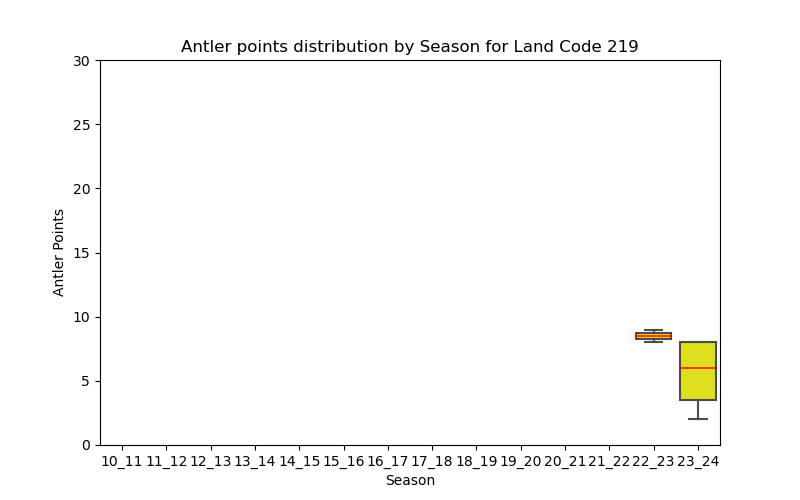 Antler points distribution by Season for Land Code 219
30
25
20
15
10
5
0
Antler Points
10_11 11_12 12_13 13_14 14_15 15_16 16_17 17_18 18_19 19_20 20_21 21_22 22_23 23_24
Season